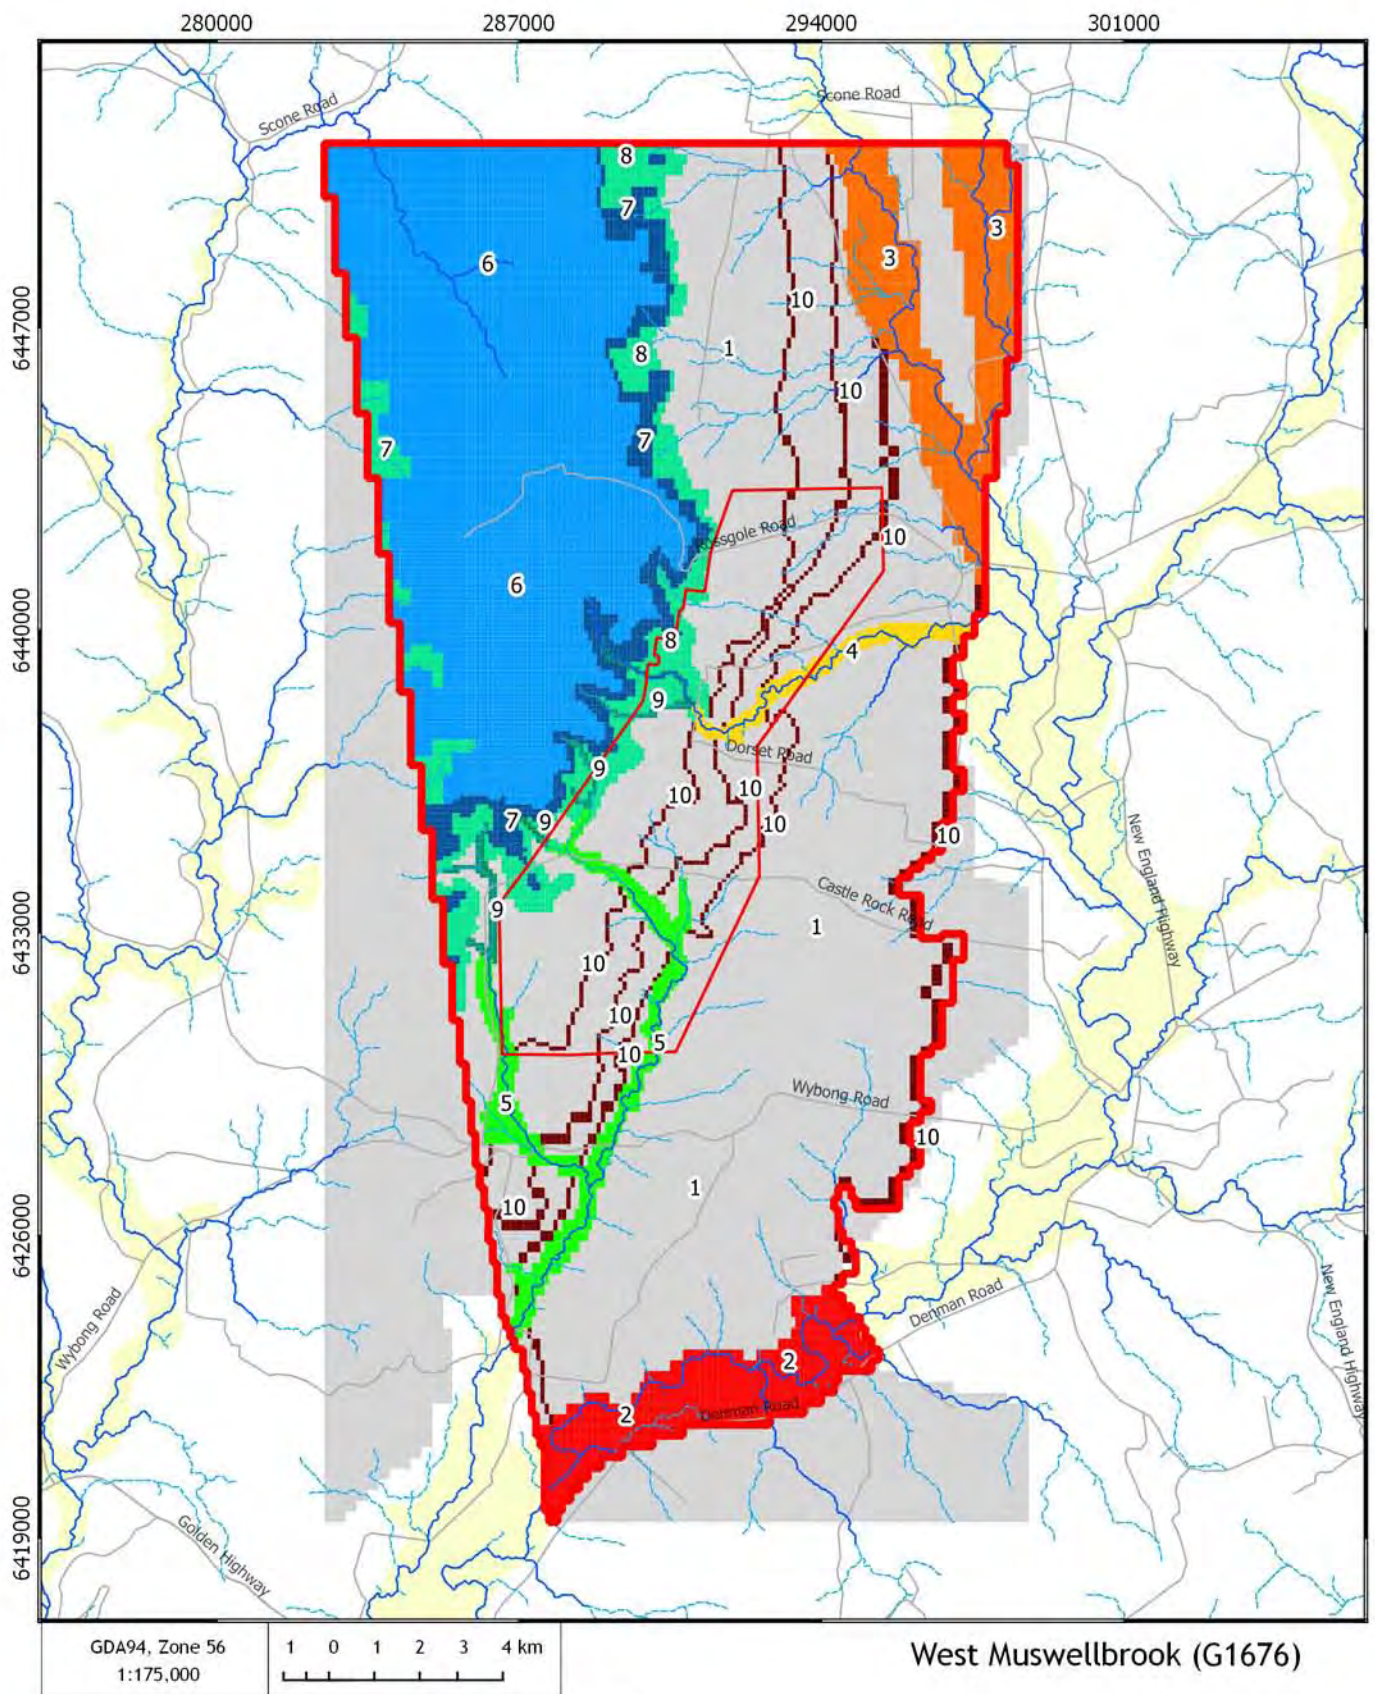 280000 287000 294000 301000
Scone Road
Scone Road
8
7
3
3
6
10
6447000
8
1
10
7
7
Rossgole Road
10
6
6440000
8
4
9
Dorset Road
9
10
10
10
7
9
10
New England Highway
Castle Rock Road
9
1
6433000
10
10
5
10
Wybong Road
5
10
1
10
6426000
New England Highway
Denman Road
Wybong Road
2
2
Denman Road
6419000
Golden Highway
GDA94, Zone 56
1:175,000
1 0 1 2 3 4 km
West Muswellbrook (G1676)